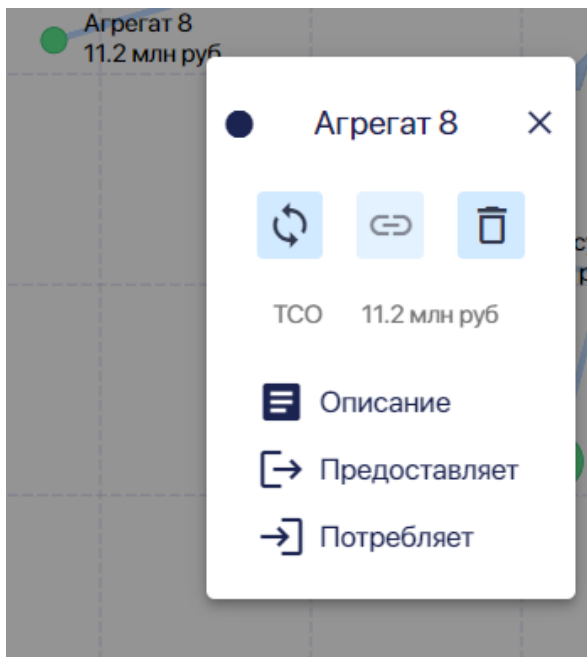 Агрегат 8
11.2 млн руб
Агрегат 8
TCO 11.2 млн руб
Описание
Предоставляет
Потребляет